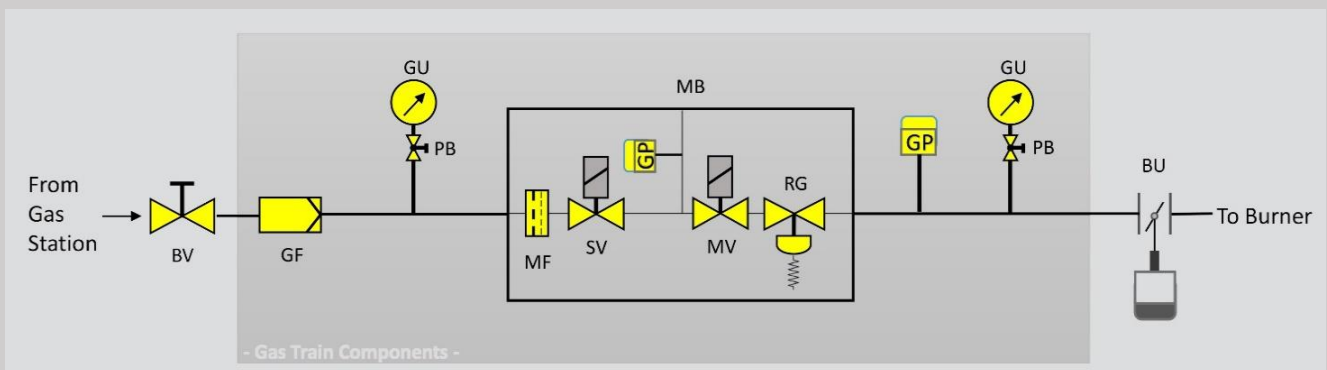 GU
GU
MB
GP
GP
PB
PB
BU
From
Gas
Station
RG
To Burner
BV
GF
MF
SV
MV
- Gas Train Components -